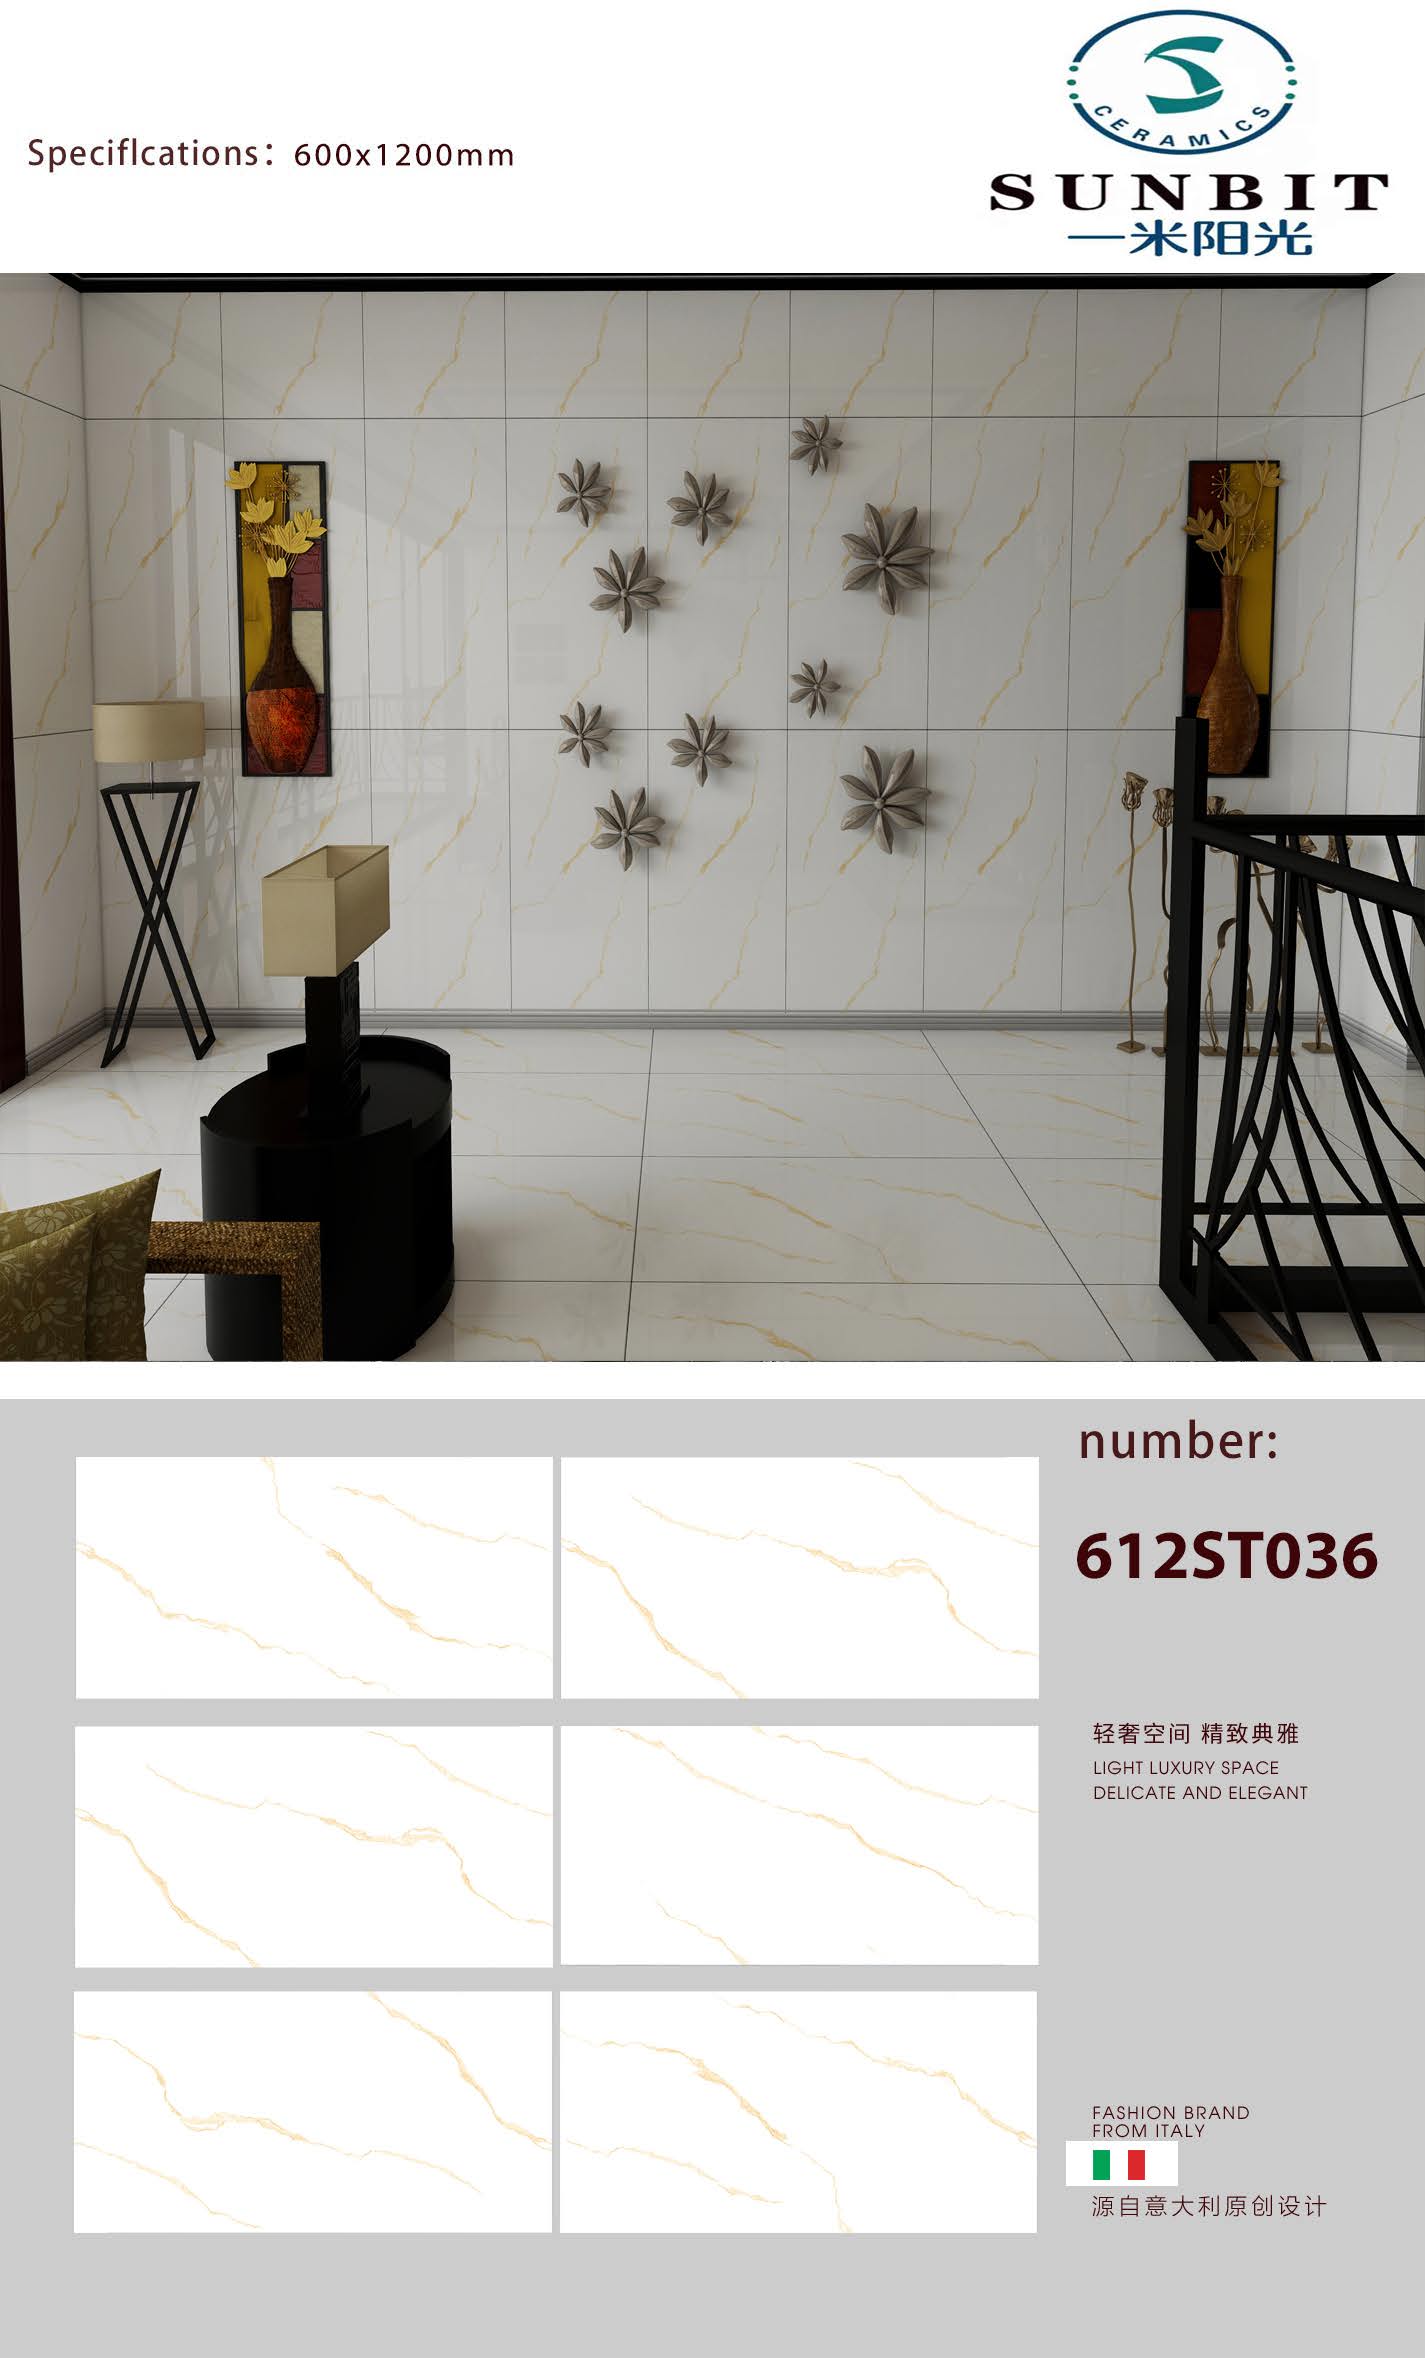 CERAMICS
SUNBIT
一米阳光
Speciflcations：600x1200mm
number:
612ST036
轻奢空间 精致典雅
LIGHT LUXURY SPACE
DELICATE AND ELEGANT
FASHION BRAND
FROM ITALY
源自意大利原创设计